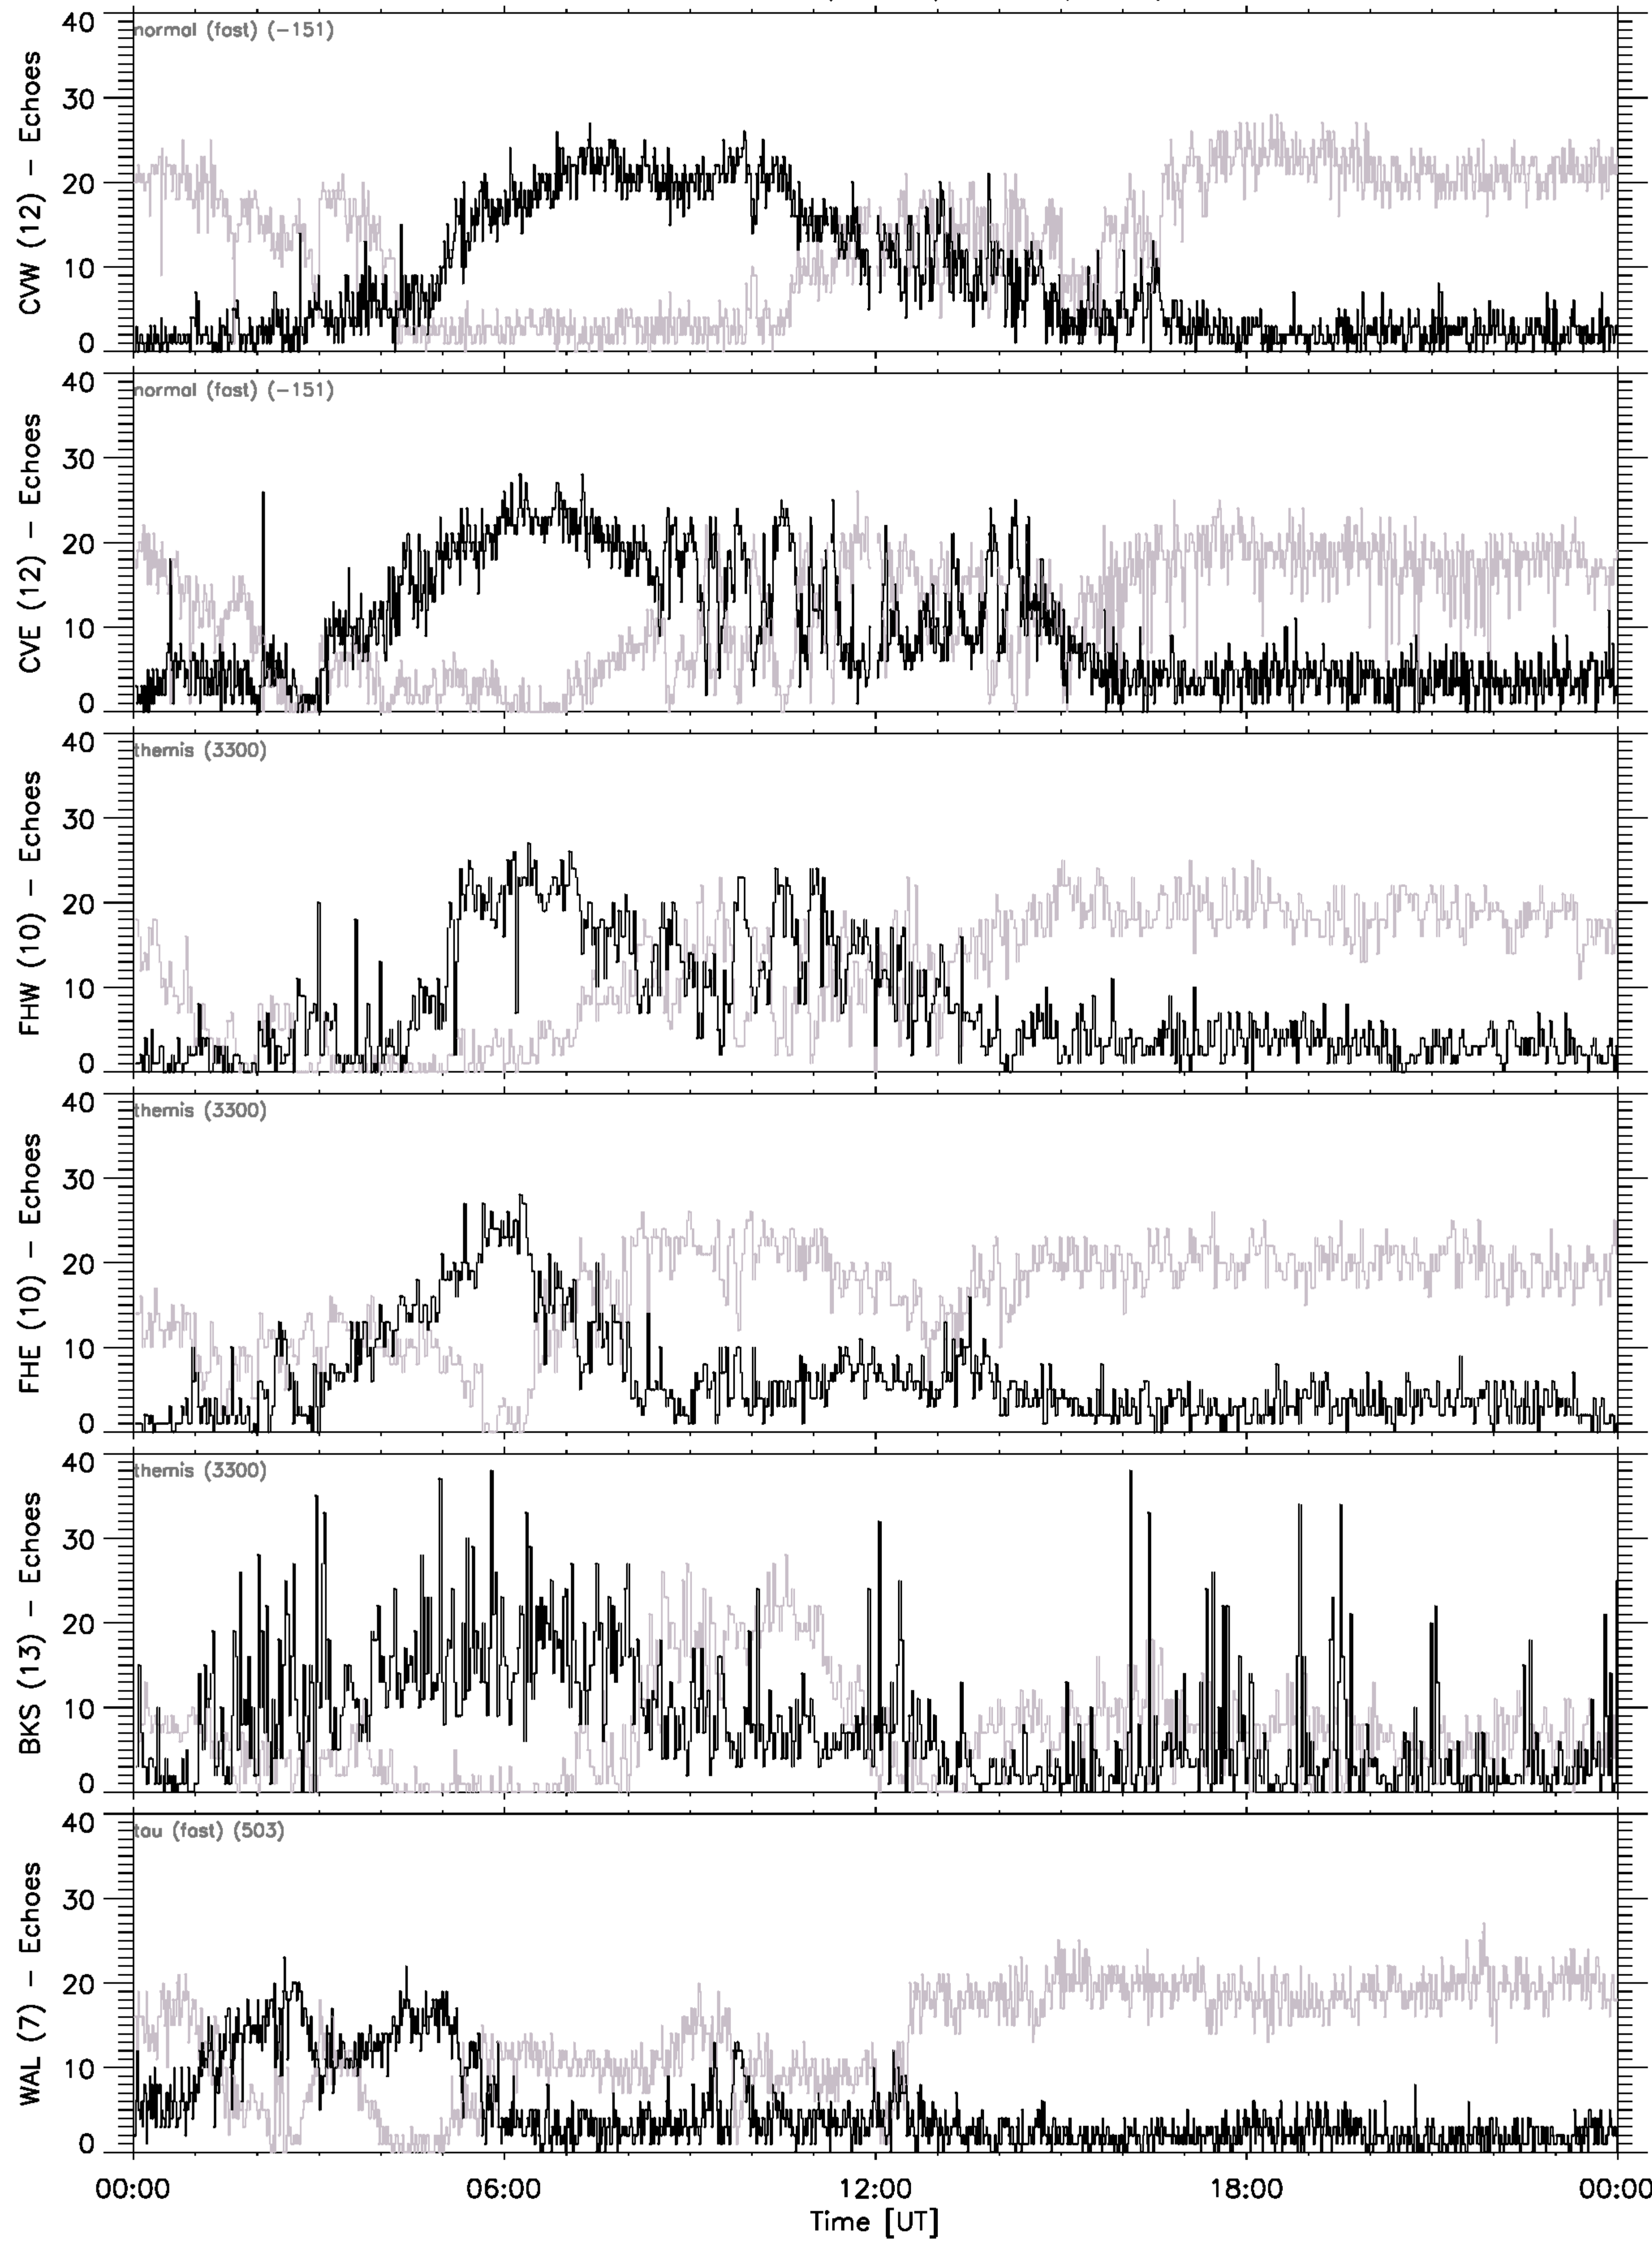 40
30
20
10
0
CVW (12) – Echoes
normal (fast) (−151)
40
30
20
10
0
CVE (12) – Echoes
normal (fast) (−151)
40
30
20
10
0
FHW (10) – Echoes
themis (3300)
40
30
20
10
0
FHE (10) – Echoes
themis (3300)
40
30
20
10
0
BKS (13) – Echoes
themis (3300)
40
30
20
10
0
WAL (7) – Echoes
tau (fast) (503)
00:00 06:00 12:00 18:00 00:00
Time [UT]